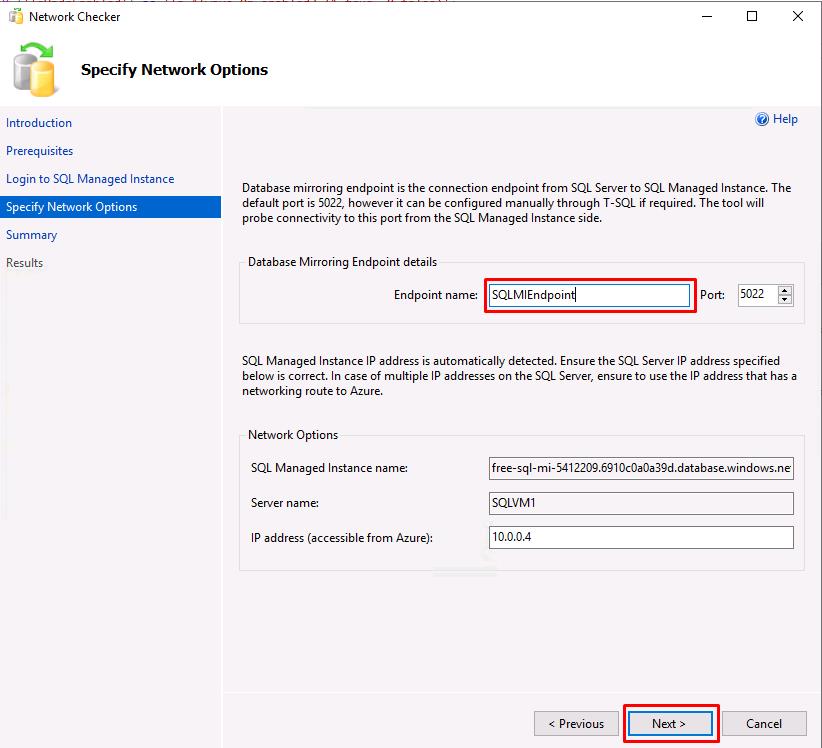 Network Checker
Specify Network Options
Introduction
Prerequisites
Login to SQL Managed Instance
Specify Network Options
Summary
Results
Help
Database mirroring endpoint is the connection endpoint from SQL Server to SQL Managed Instance. The
default port is 5022, however it can be configured manually through T-SQL if required. The tool will
probe connectivity to this port from the SQL Managed Instance side.
Database Mirroring Endpoint details
Endpoint name: SQLMIEndpoint Port: 5022
SQL Managed Instance IP address is automatically detected. Ensure the SQL Server IP address specified
below is correct. In case of multiple IP addresses on the SQL Server, ensure to use the IP address that has a
networking route to Azure.
Network Options
SQL Managed Instance name: free-sql-mi-5412209.6910c0a0a39d.database.windows.ne
Server name: SQLVM1
IP address (accessible from Azure): 10.0.0.4
< Previous Next > Cancel